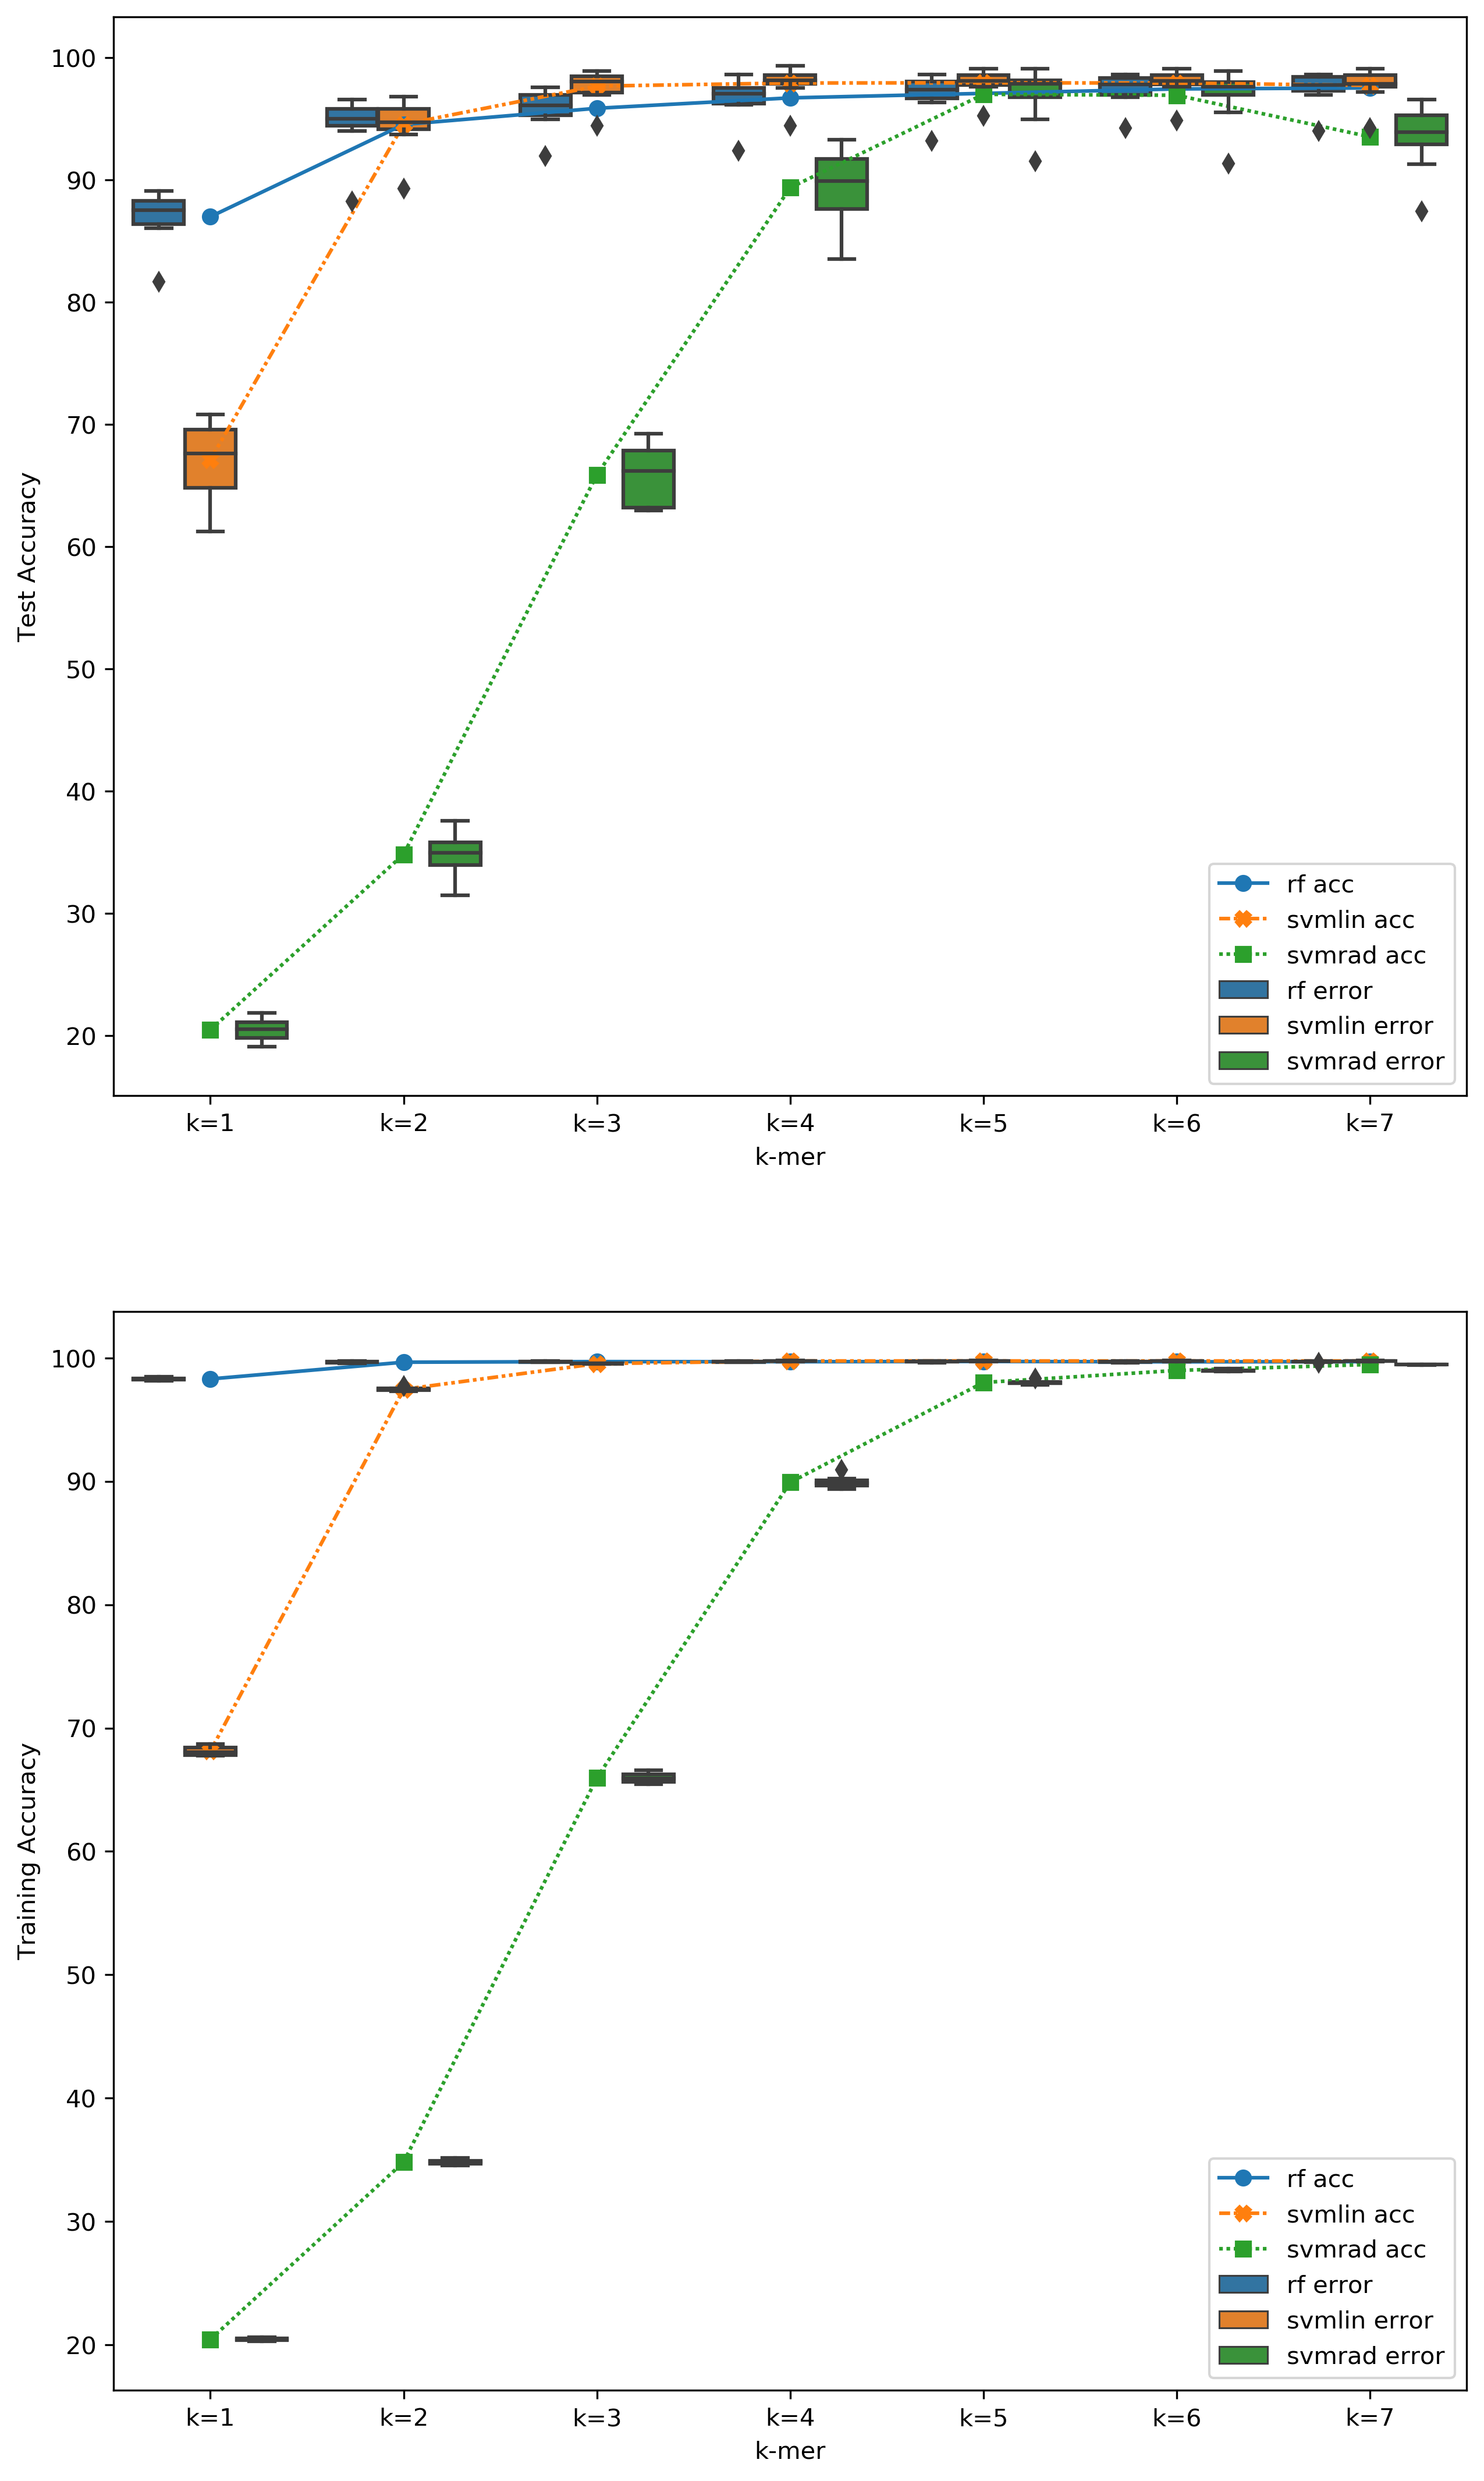 100
90
80
70
60
50
40
30
20
Test Accuracy
k=1 k=2 k=3 k=4 k=5 k=6 k=7
k-mer
rf acc
svmlin acc
svmrad acc
rf error
svmlin error
svmrad error
100
90
80
70
60
50
40
30
20
Training Accuracy
k=1 k=2 k=3 k=4 k=5 k=6 k=7
k-mer
rf acc
svmlin acc
svmrad acc
rf error
svmlin error
svmrad error